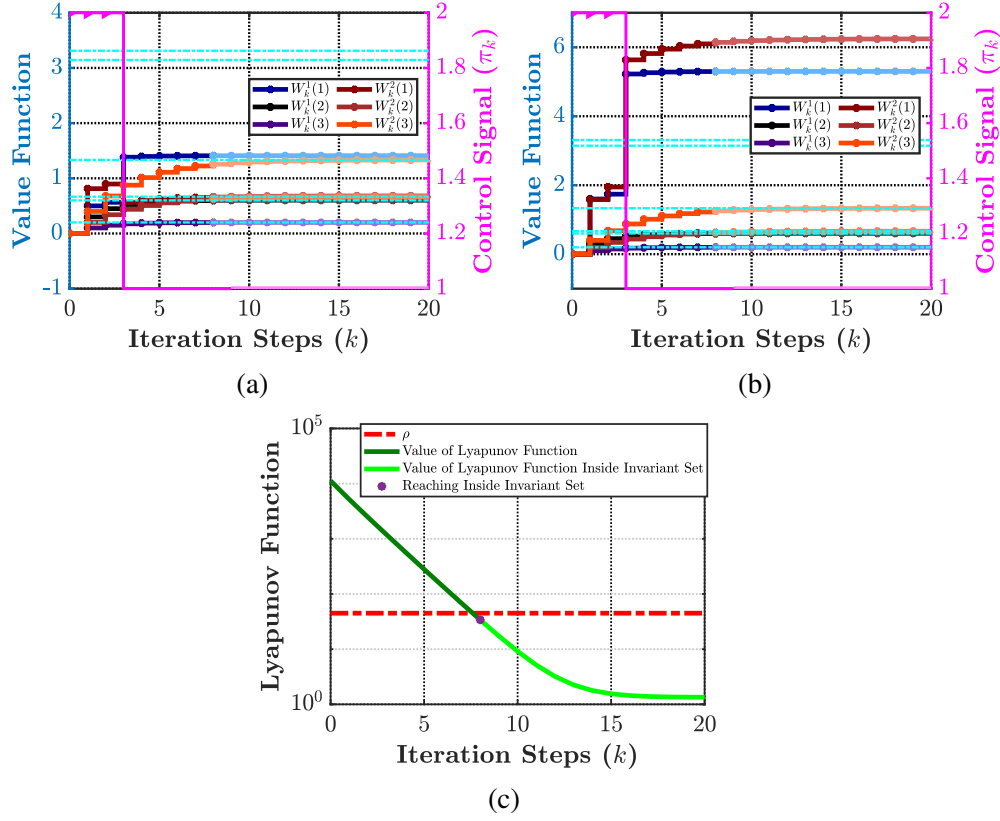 4
3
2
1
0
-1
Value Function
2
1.8
1.6
1.4
1.2
1
Control Signal (π_k)
W_k^1(1) W_k^2(1)
W_k^1(2) W_k^2(2)
W_k^1(3) W_k^2(3)
0 5 10 15 20
Iteration Steps (k)
(a)
6
4
2
0
Value Function
2
1.8
1.6
1.4
1.2
1
Control Signal (π_k)
W_k^1(1) W_k^2(1)
W_k^1(2) W_k^2(2)
W_k^1(3) W_k^2(3)
0 5 10 15 20
Iteration Steps (k)
(b)
10^5
10^0
Lyapunov Function
ρ
Value of Lyapunov Function
Value of Lyapunov Function Inside Invariant Set
Reaching Inside Invariant Set
0 5 10 15 20
Iteration Steps (k)
(c)